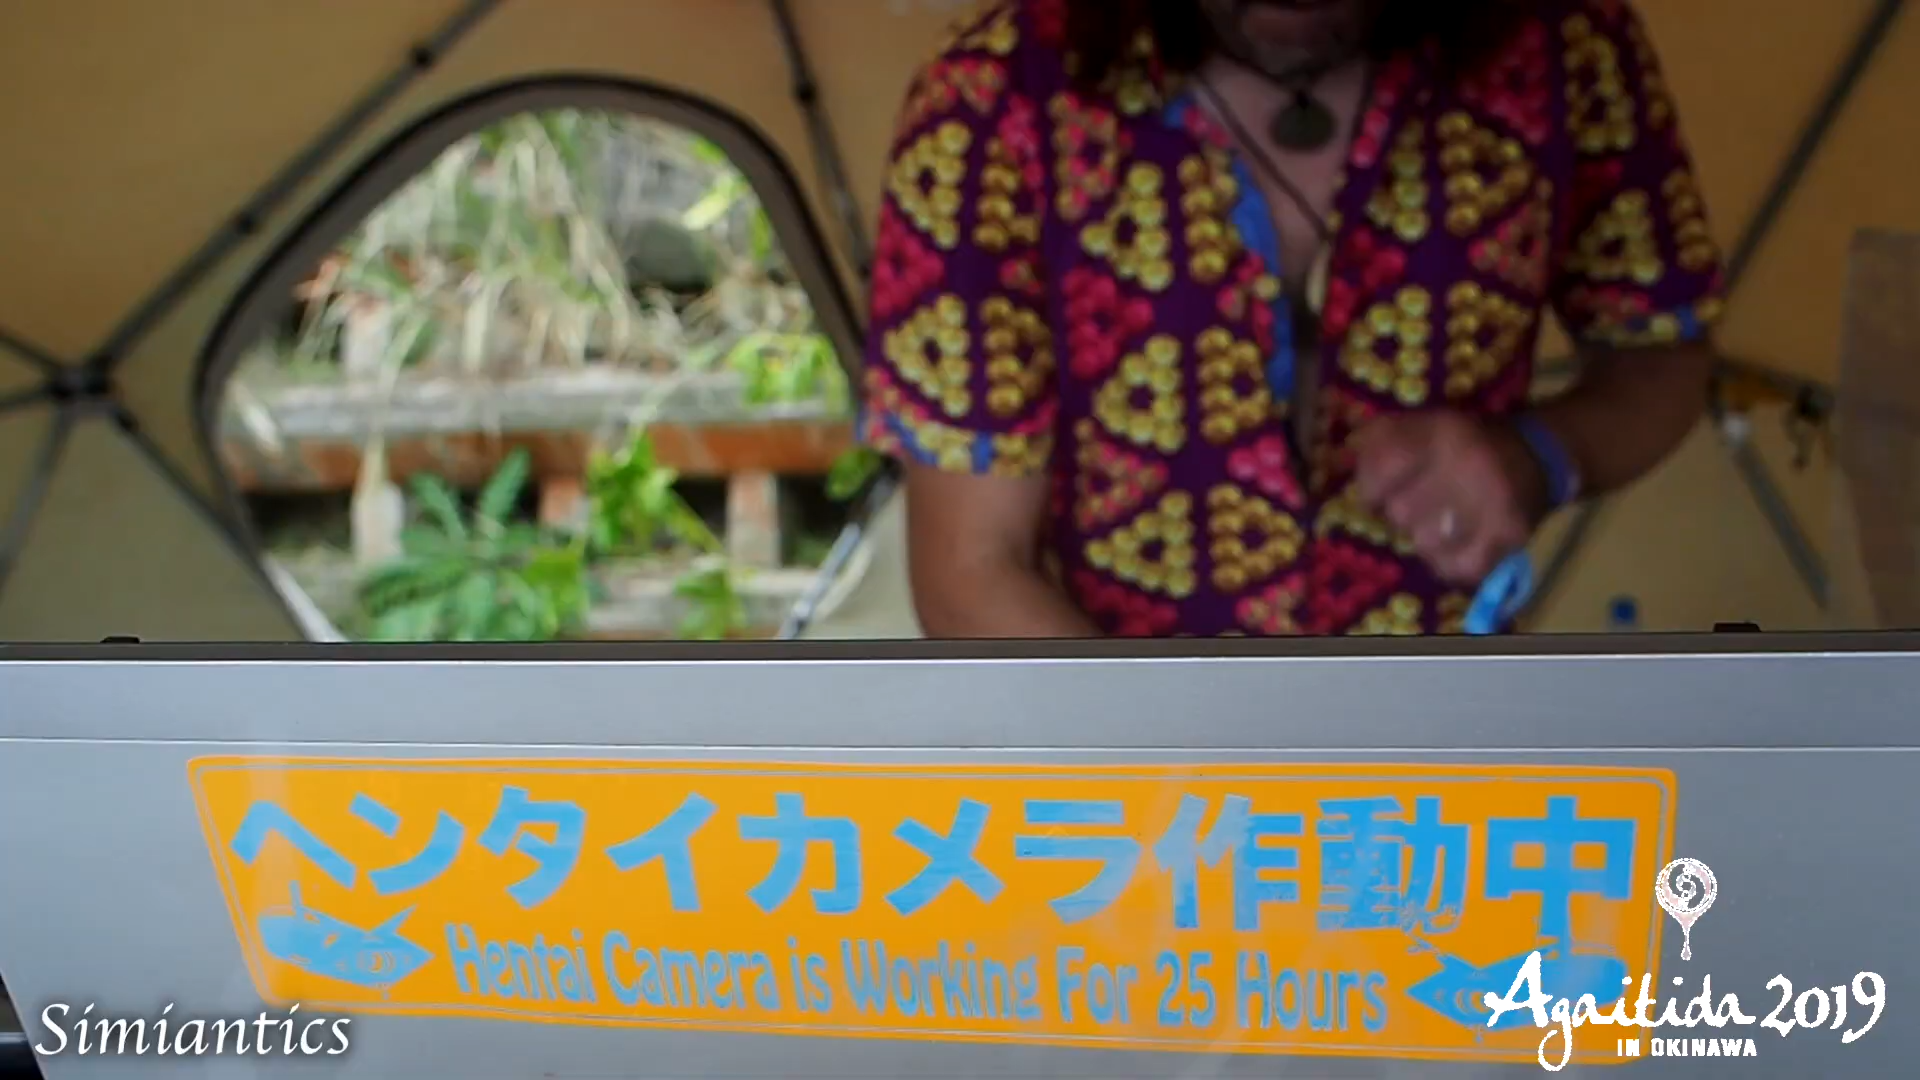 ヘンタイカメラ作動中
Hentai Camera is Working For 25 Hours
Simiantics
Agaitida 2019
IN OKINAWA